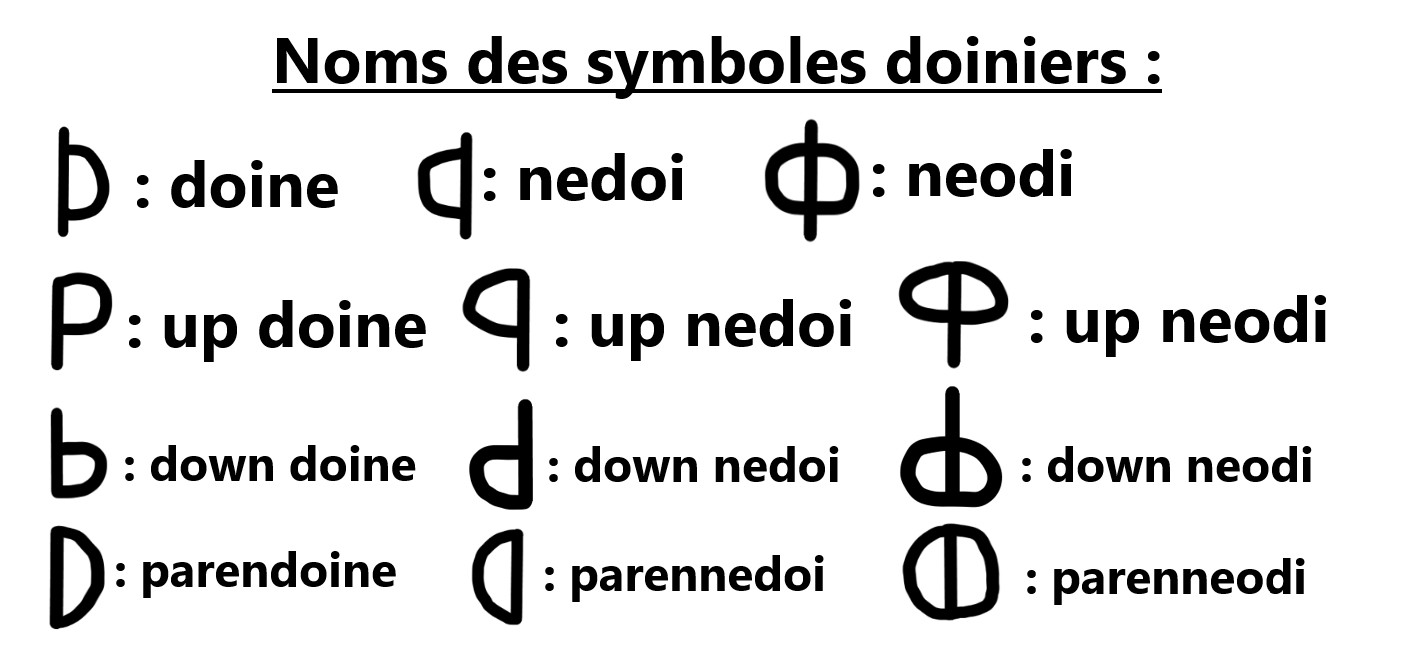 Noms des symboles doiniers :
: doine : nedoi : neodi
: up doine : up nedoi : up neodi
: down doine : down nedoi : down neodi
: parendoine : parennedoi : parenneodi